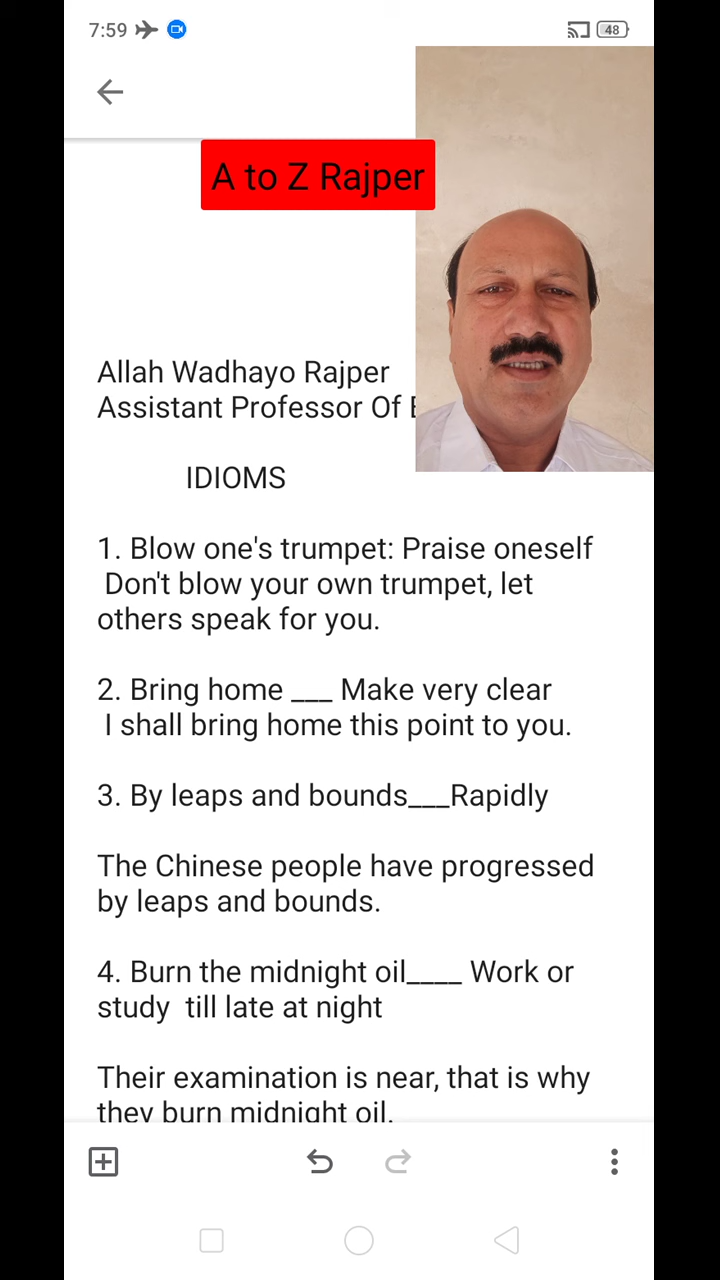 7:59
48
A to Z Rajper
Allah Wadhayo Rajper
Assistant Professor Of
IDIOMS
1. Blow one's trumpet: Praise oneself
Don't blow your own trumpet, let
others speak for you.
2. Bring home ___ Make very clear
I shall bring home this point to you.
3. By leaps and bounds___Rapidly
The Chinese people have progressed
by leaps and bounds.
4. Burn the midnight oil____ Work or
study  till late at night
Their examination is near, that is why
they burn midnight oil.